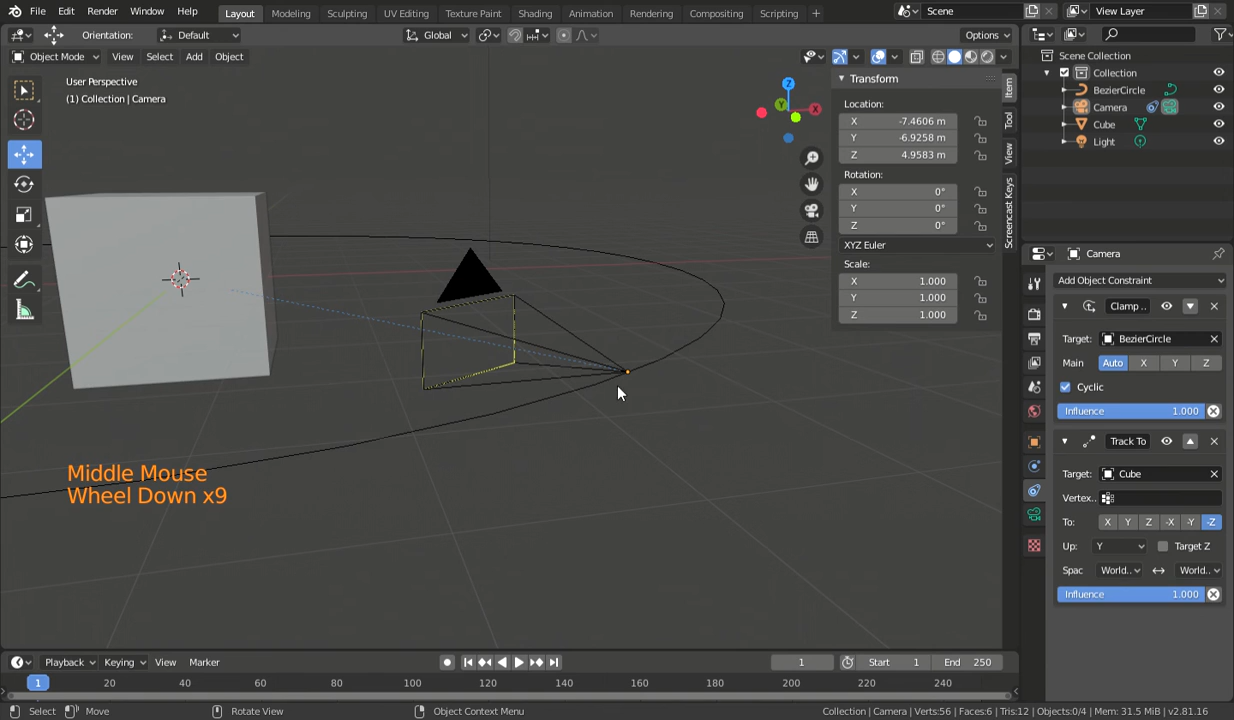 File Edit Render Window Help Layout Modeling Sculpting UV Editing Texture Paint Shading Animation Rendering Compositing Scripting + Scene View Layer
Orientation: Default Global Options
Object Mode View Select Add Object
User Perspective
(1) Collection | Camera
Z
Y
X
Transform
Location:
X -7.4606 m
Y -6.9258 m
Z 4.9583 m
Rotation:
X 0°
Y 0°
Z 0°
XYZ Euler
Scale:
X 1.000
Y 1.000
Z 1.000
Item
Tool
View
Screencast Keys
Scene Collection
Collection
BezierCircle
Camera
Cube
Light
Camera
Add Object Constraint
Clamp ..
Target: BezierCircle
Main Auto X Y Z
Cyclic
Influence 1.000
Track To
Target: Cube
Vertex..
To: X Y Z -X -Y -Z
Up: Y Target Z
Spac World.. World..
Influence 1.000
Middle Mouse
Wheel Down x9
Playback Keying View Marker 1 Start 1 End 250
1 20 40 60 80 100 120 140 160 180 200 220 240
Select Move Rotate View Object Context Menu Collection | Camera | Verts:56 | Faces:6 | Tris:12 | Objects:0/4 | Mem: 31.5 MiB | v2.81.16